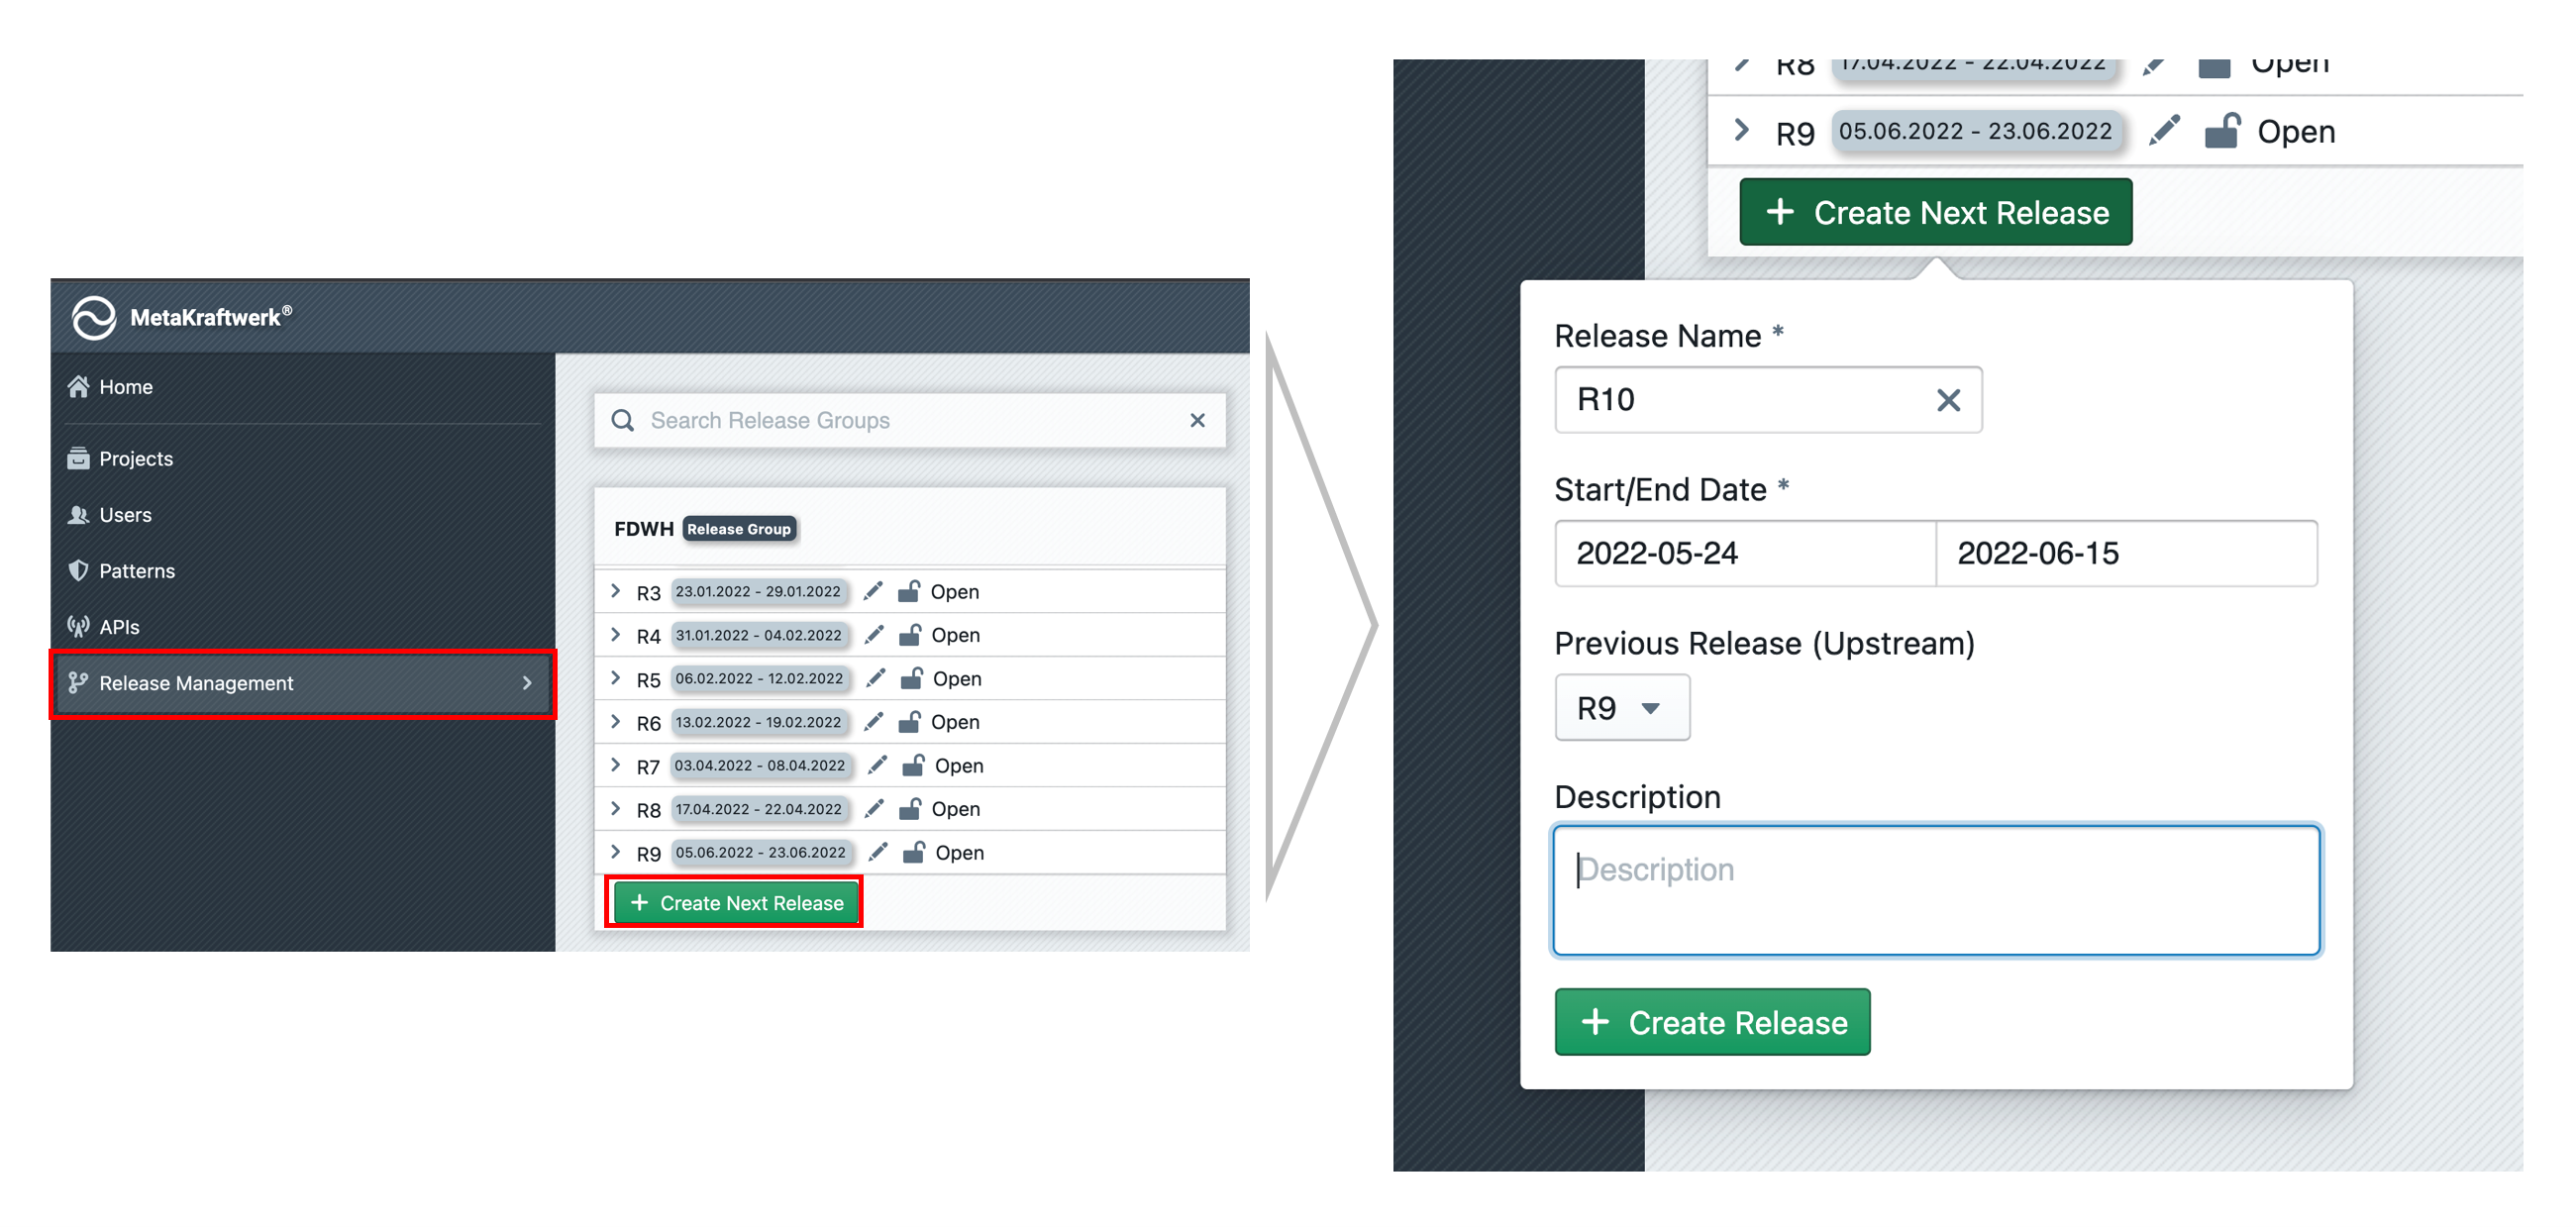 MetaKraftwerk®
Home
Projects
Users
Patterns
APIs
Release Management
Search Release Groups
FDWH Release Group
R3 23.01.2022 - 29.01.2022 Open
R4 31.01.2022 - 04.02.2022 Open
R5 06.02.2022 - 12.02.2022 Open
R6 13.02.2022 - 19.02.2022 Open
R7 03.04.2022 - 08.04.2022 Open
R8 17.04.2022 - 22.04.2022 Open
R9 05.06.2022 - 23.06.2022 Open
+ Create Next Release
R8 17.04.2022 - 22.04.2022 Open
R9 05.06.2022 - 23.06.2022 Open
+ Create Next Release
Release Name *
R10
Start/End Date *
2022-05-24 2022-06-15
Previous Release (Upstream)
R9
Description
Description
+ Create Release